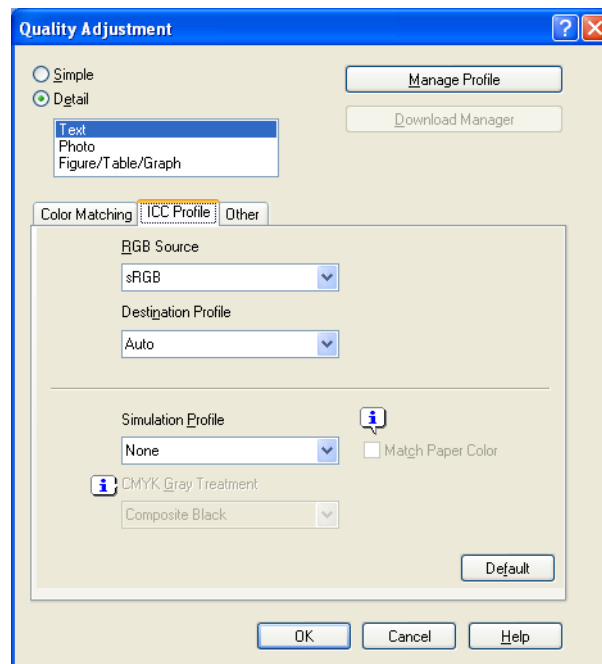 Quality Adjustment
Simple
Manage Profile
Detail
Download Manager
Text
Photo
Figure/Table/Graph
Color Matching ICC Profile Other
RGB Source
sRGB
Destination Profile
Auto
Simulation Profile
None
Match Paper Color
CMYK Gray Treatment
Composite Black
Default
OK Cancel Help